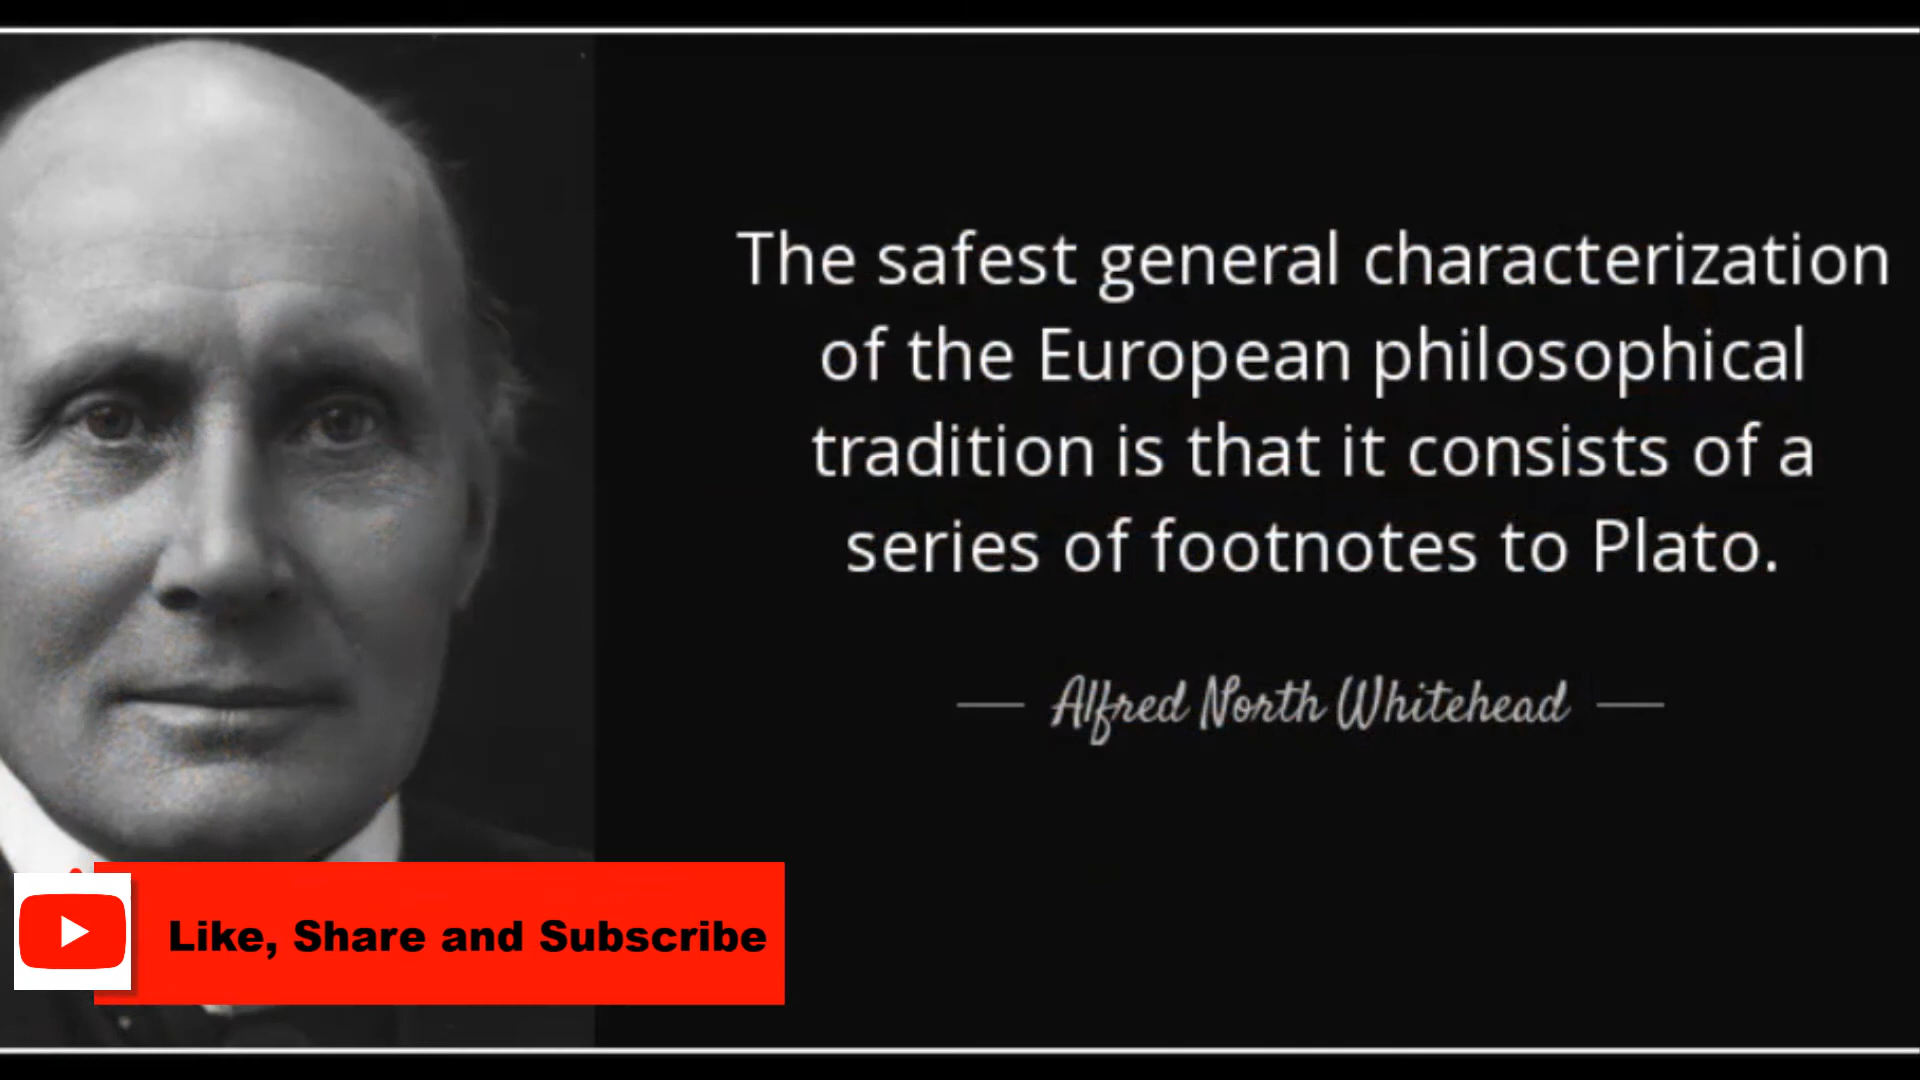 The safest general characterization
of the European philosophical
tradition is that it consists of a
series of footnotes to Plato.
Alfred North Whitehead
Like, Share and Subscribe